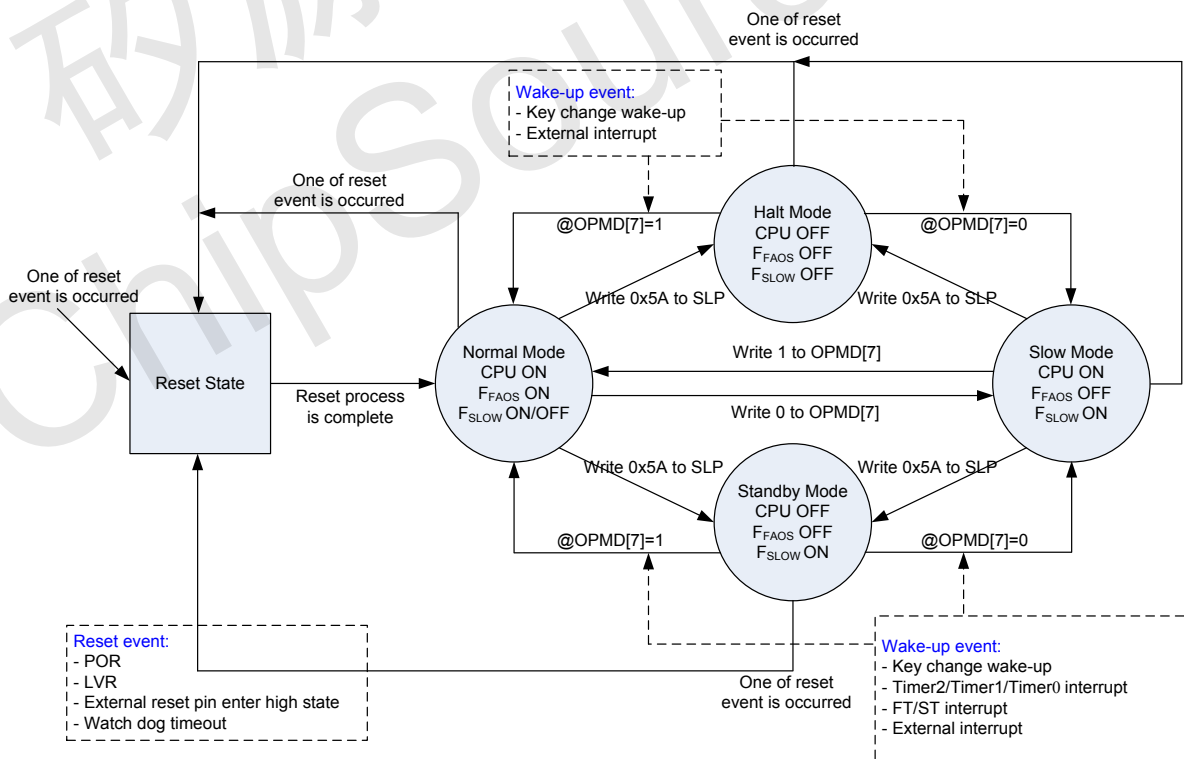 One of reset
event is occurred
Wake-up event:
- Key change wake-up
- External interrupt
One of reset
event is occurred
Halt Mode
CPU OFF
FFAOS OFF
FSLOW OFF
@OPMD[7]=1
@OPMD[7]=0
One of reset
event is occurred
Write 0x5A to SLP
Write 0x5A to SLP
Reset State
Reset process
is complete
Normal Mode
CPU ON
FFAOS ON
FSLOW ON/OFF
Write 1 to OPMD[7]
Write 0 to OPMD[7]
Slow Mode
CPU ON
FFAOS OFF
FSLOW ON
Write 0x5A to SLP
Write 0x5A to SLP
Standby Mode
CPU OFF
FFAOS OFF
FSLOW ON
@OPMD[7]=1
@OPMD[7]=0
Reset event:
- POR
- LVR
- External reset pin enter high state
- Watch dog timeout
One of reset
event is occurred
Wake-up event:
- Key change wake-up
- Timer2/Timer1/Timer0 interrupt
- FT/ST interrupt
- External interrupt